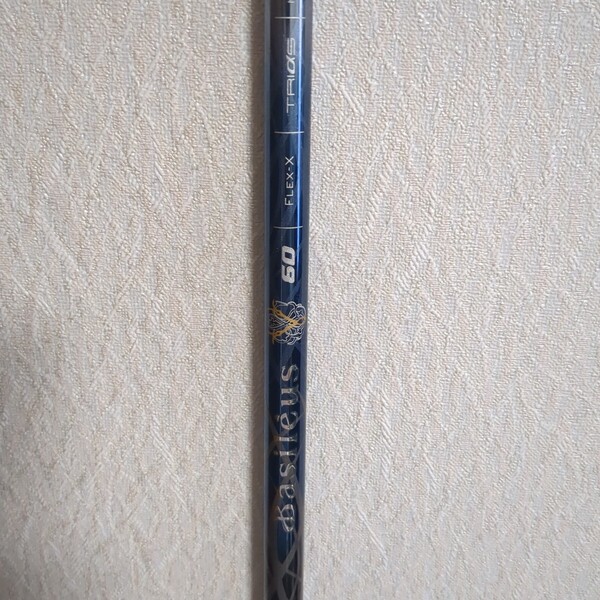 Basileus
60
FLEX-X
TRIAS